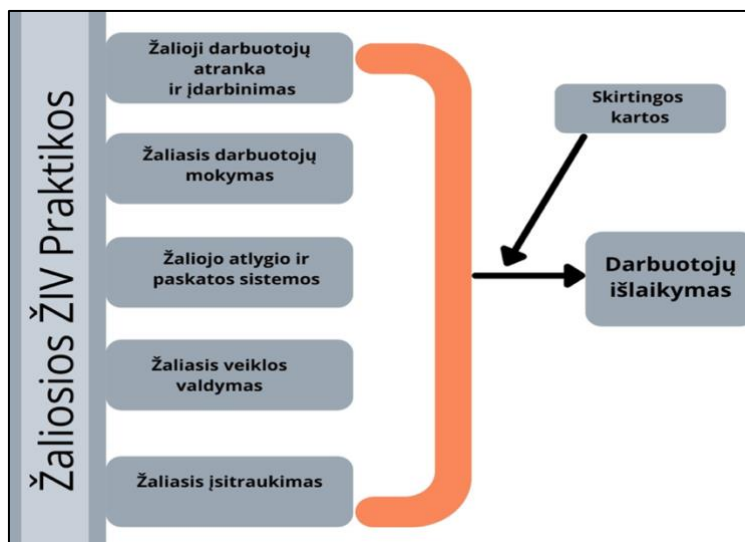 Žaliosios ŽIV Praktikos
Žalioji darbuotojų
atranka
ir įdarbinimas
Žaliasis darbuotojų
mokymas
Žaliojo atlygio ir
paskatos sistemos
Žaliasis veiklos
valdymas
Žaliasis įsitraukimas
Skirtingos
kartos
Darbuotojų
išlaikymas